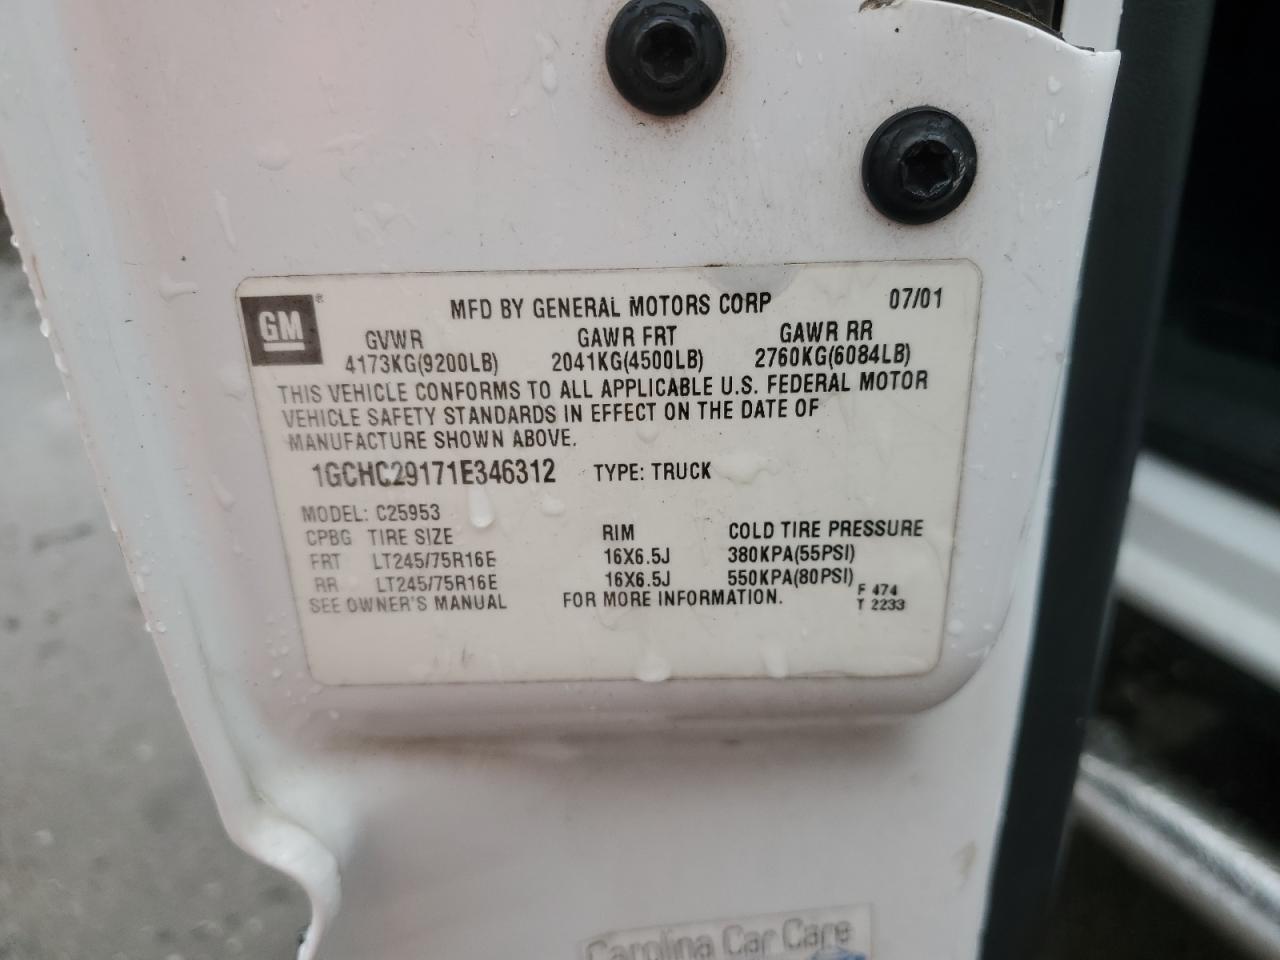 GM
MFD BY GENERAL MOTORS CORP 07/01
GVWR GAWR FRT GAWR RR
4173KG(9200LB) 2041KG(4500LB) 2760KG(6084LB)
THIS VEHICLE CONFORMS TO ALL APPLICABLE U.S. FEDERAL MOTOR
VEHICLE SAFETY STANDARDS IN EFFECT ON THE DATE OF
MANUFACTURE SHOWN ABOVE.
1GCHC29171E346312 TYPE: TRUCK
MODEL: C25953
CPBG TIRE SIZE RIM COLD TIRE PRESSURE
FRT LT245/75R16E 16X6.5J 380KPA(55PSI)
RR LT245/75R16E 16X6.5J 550KPA(80PSI)
SEE OWNER'S MANUAL FOR MORE INFORMATION.
F 474
T 2233
Carolina Car Care